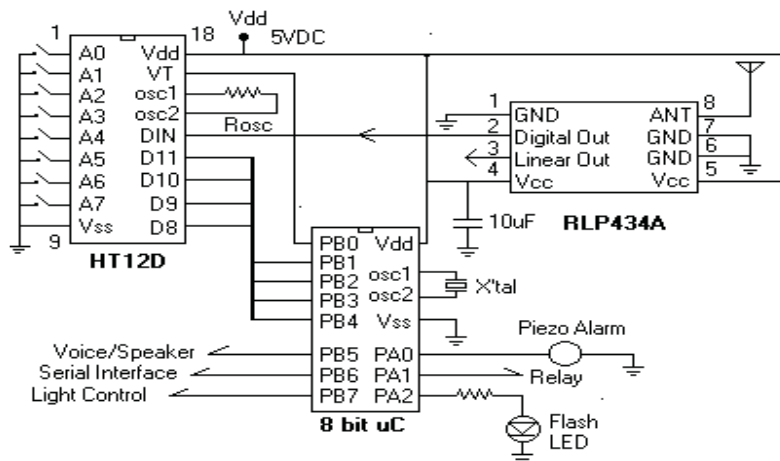 1
18
Vdd
5VDC
A0
A1
A2
A3
A4
A5
A6
A7
Vss
9
Vdd
VT
osc1
osc2
DIN
D11
D10
D9
D8
HT12D
Rosc
1
2
3
4
GND
Digital Out
Linear Out
Vcc
ANT
GND
GND
Vcc
8
7
6
5
RLP434A
10uF
PB0
PB1
PB2
PB3
PB4
PB5
PB6
PB7
Vdd
osc1
osc2
Vss
PA0
PA1
PA2
8 bit uC
X'tal
Voice/Speaker
Serial Interface
Light Control
Piezo Alarm
Relay
Flash
LED